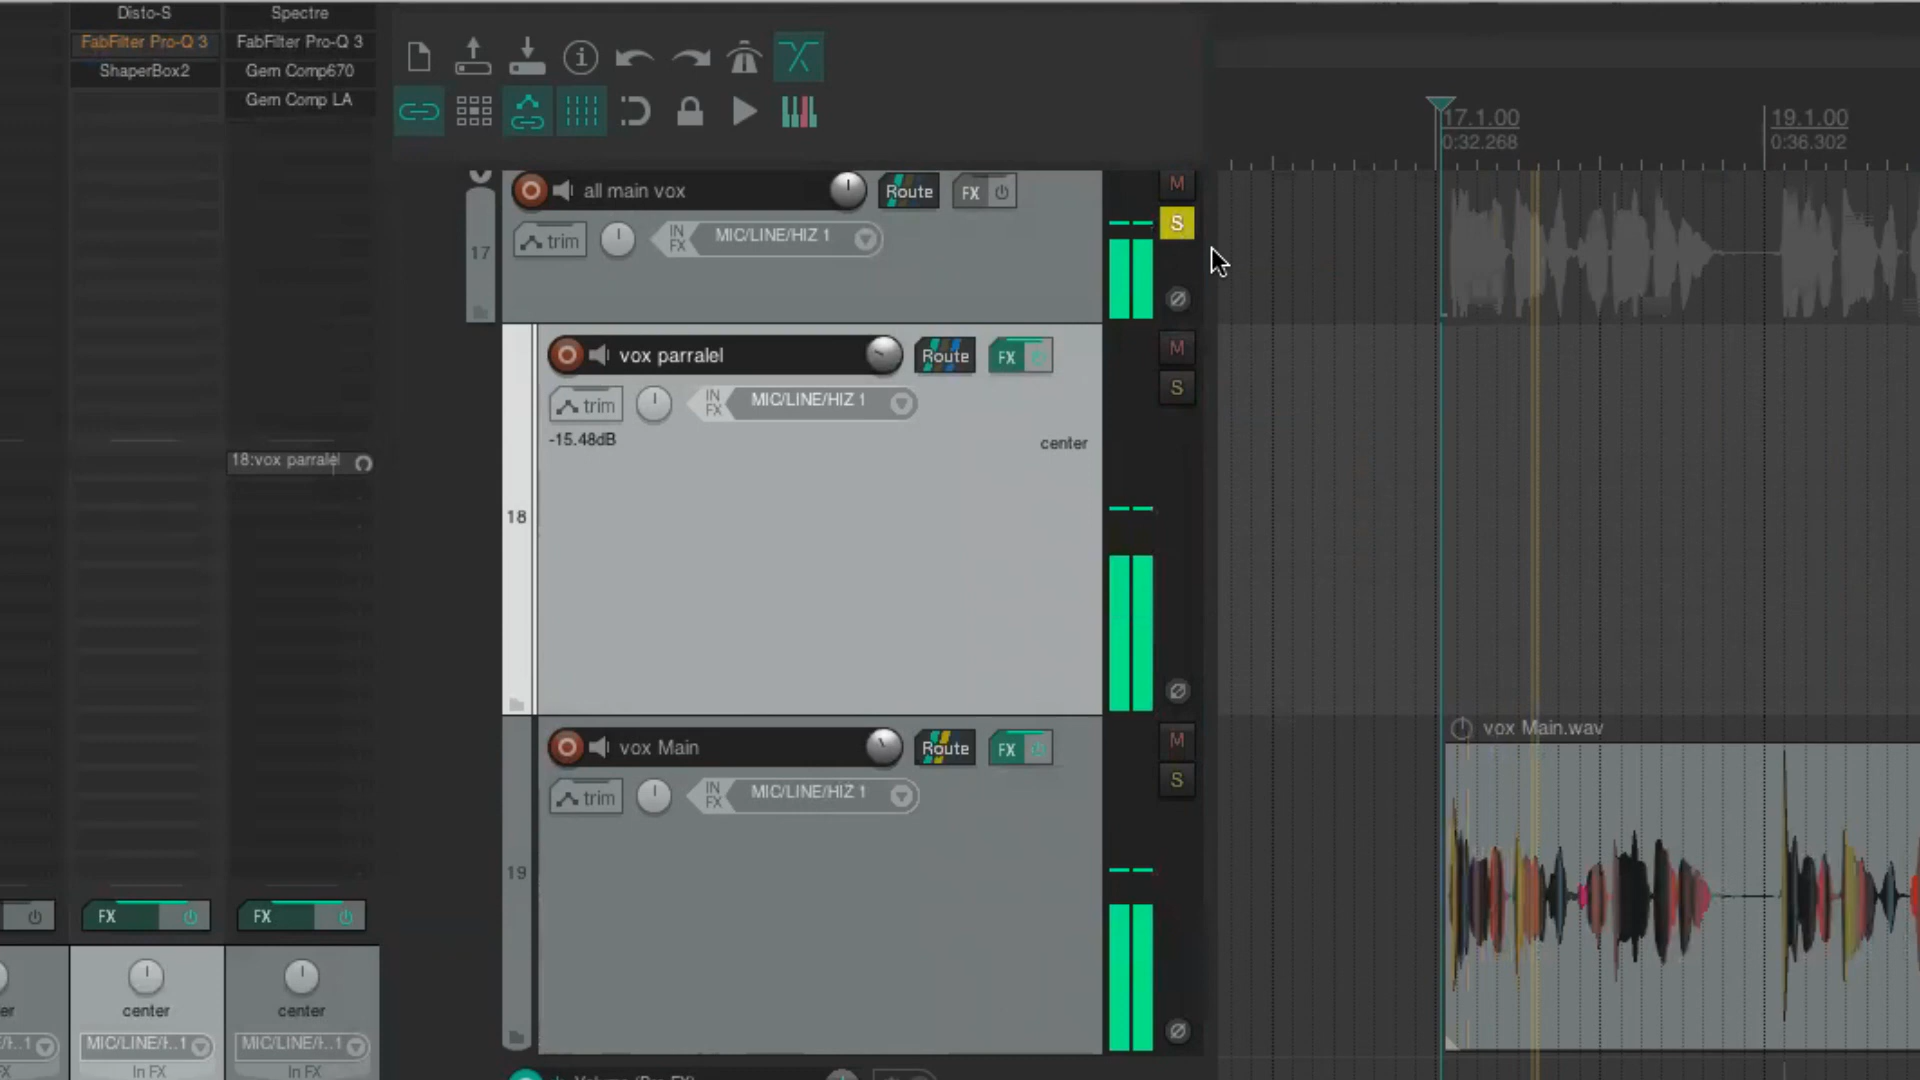 Disto-S
Spectre
FabFilter Pro-Q 3
FabFilter Pro-Q 3
ShaperBox2
Gem Comp670
Gem Comp LA
18:vox parralel
FX
FX
center
center
MIC/LINE/H..1
MIC/LINE/H..1
In FX
In FX
17
all main vox
Route
FX
M
S
trim
IN
FX
MIC/LINE/HIZ 1
18
vox parralel
Route
FX
M
S
trim
IN
FX
MIC/LINE/HIZ 1
-15.48dB
center
19
vox Main
Route
FX
M
S
trim
IN
FX
MIC/LINE/HIZ 1
17.1.00
0:32.268
19.1.00
0:36.302
vox Main.wav